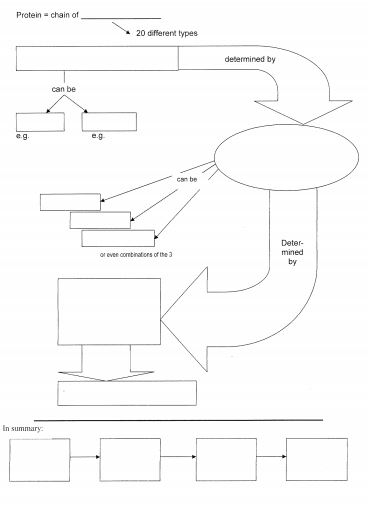 Protein = chain of
20 different types
determined by
can be
e.g.
e.g.
can be
or even combinations of the 3
Deter-
mined
by
In summary: